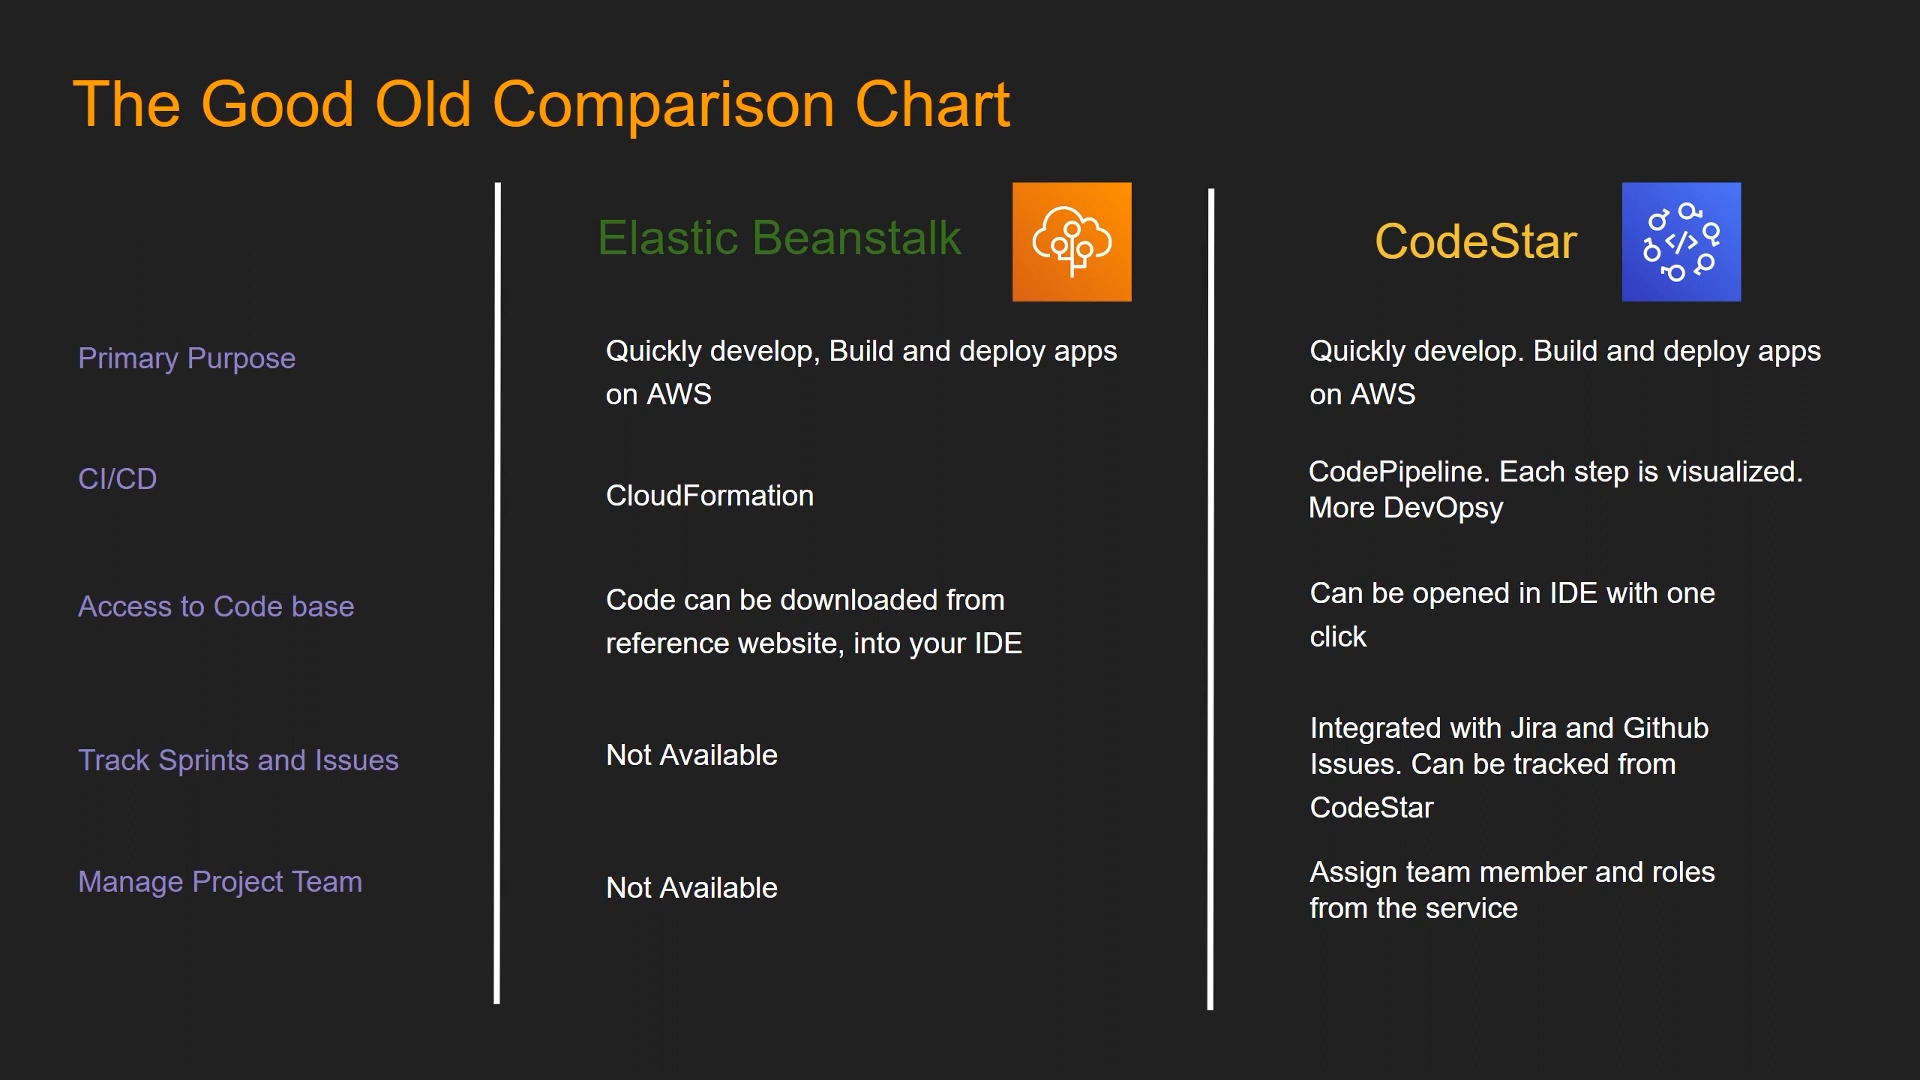 The Good Old Comparison Chart
Elastic Beanstalk
CodeStar
</>
Primary Purpose
Quickly develop, Build and deploy apps
on AWS
Quickly develop. Build and deploy apps
on AWS
CI/CD
CloudFormation
CodePipeline. Each step is visualized.
More DevOpsy
Access to Code base
Code can be downloaded from
reference website, into your IDE
Can be opened in IDE with one
click
Track Sprints and Issues
Not Available
Integrated with Jira and Github
Issues. Can be tracked from
CodeStar
Manage Project Team
Not Available
Assign team member and roles
from the service